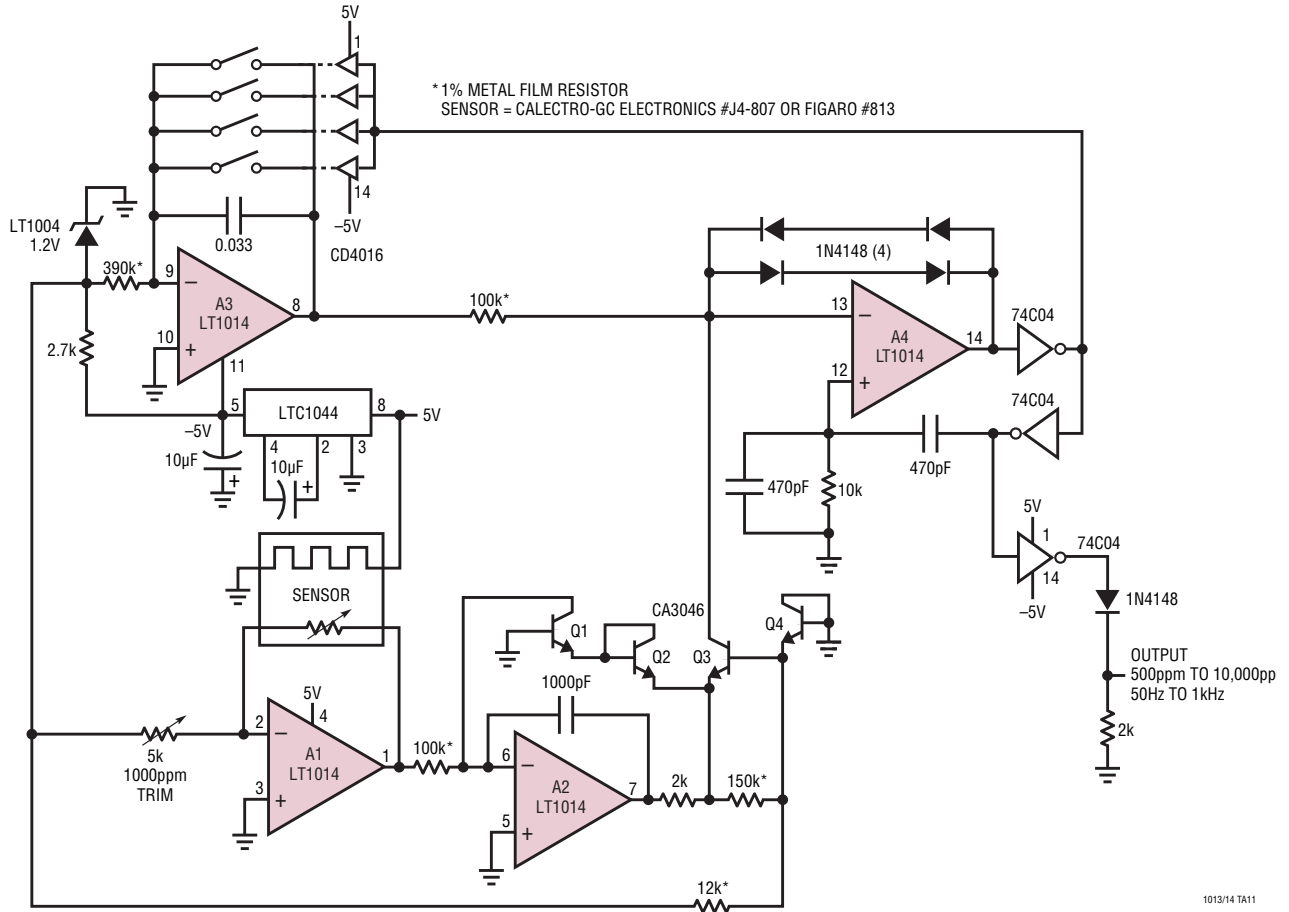 5V
1
* 1% METAL FILM RESISTOR
SENSOR = CALECTRO-GC ELECTRONICS #J4-807 OR FIGARO #813
14
–5V
CD4016
LT1004
1.2V
0.033
390k*
9
–
A3
LT1014
8
10
+
11
2.7k
100k*
1N4148 (4)
13
–
A4
LT1014
14
12
+
74C04
74C04
5
LTC1044
8
5V
–5V
4
2
3
10µF
+
10µF
+
470pF
470pF
10k
5V
1
74C04
14
–5V
1N4148
SENSOR
CA3046
Q1
Q2
Q3
Q4
OUTPUT
500ppm TO 10,000pp
50Hz TO 1kHz
2k
1000pF
5k
1000ppm
TRIM
5V
4
2
–
A1
LT1014
1
3
+
100k*
6
–
A2
LT1014
7
5
+
2k
150k*
12k*
1013/14 TA11